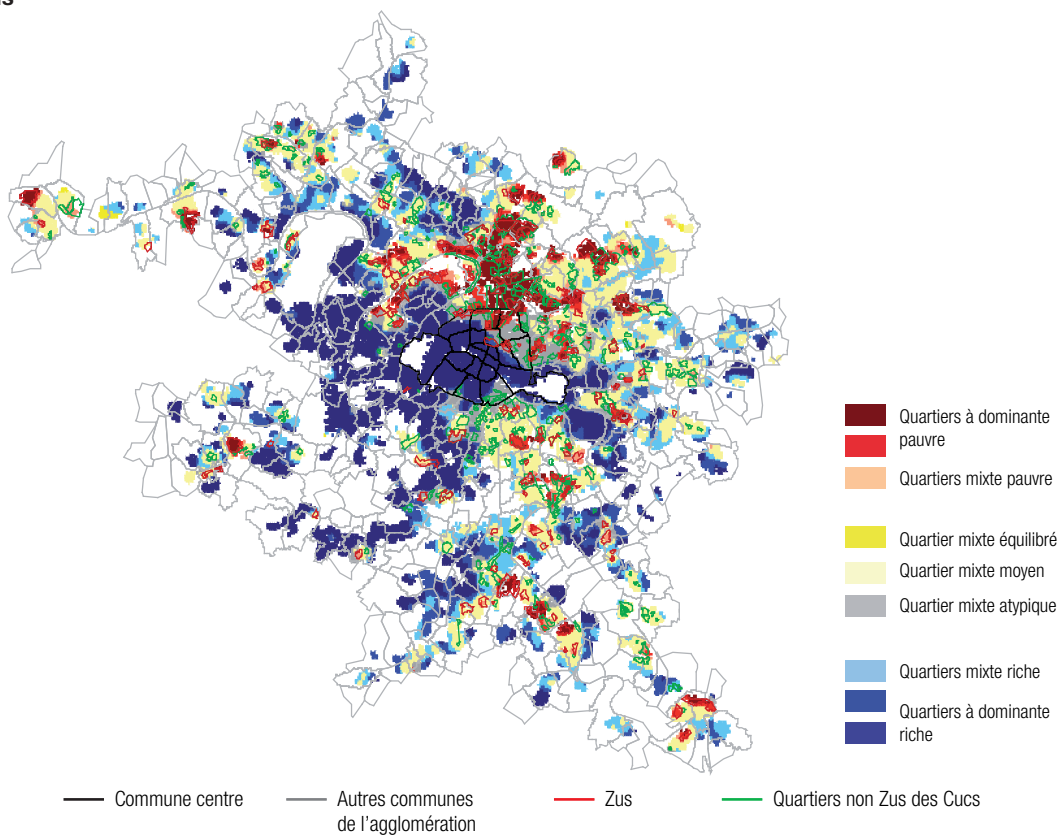 Quartiers à dominante
pauvre
Quartiers mixte pauvre
Quartier mixte équilibré
Quartier mixte moyen
Quartier mixte atypique
Quartiers mixte riche
Quartiers à dominante
riche
Commune centre
Autres communes
de l'agglomération
Zus
Quartiers non Zus des Cucs